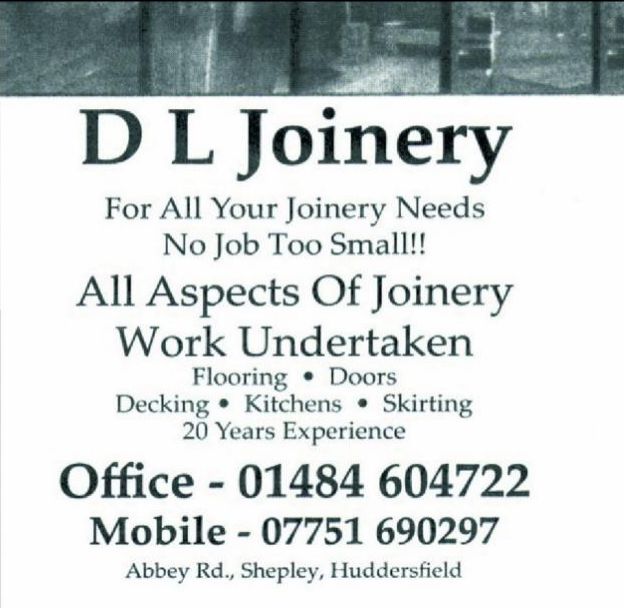 D L Joinery
For All Your Joinery Needs
No Job Too Small!!
All Aspects Of Joinery
Work Undertaken
Flooring • Doors
Decking • Kitchens • Skirting
20 Years Experience
Office - 01484 604722
Mobile - 07751 690297
Abbey Rd., Shepley, Huddersfield